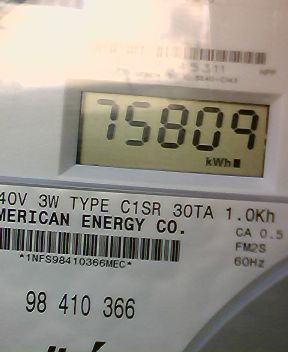 75809
kWh
40V 3W TYPE C1SR 30TA 1.0Kh
MERICAN ENERGY CO.
CA 0.5
FM2S
*1NFS98410366MEC*
60Hz
98 410 366